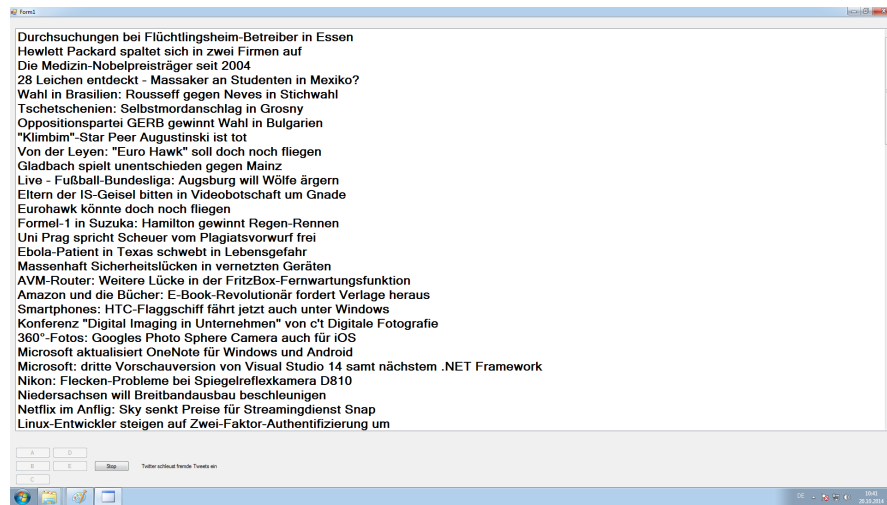 Form1
Durchsuchungen bei Flüchtlingsheim-Betreiber in Essen
Hewlett Packard spaltet sich in zwei Firmen auf
Die Medizin-Nobelpreisträger seit 2004
28 Leichen entdeckt - Massaker an Studenten in Mexiko?
Wahl in Brasilien: Rousseff gegen Neves in Stichwahl
Tschetschenien: Selbstmordanschlag in Grosny
Oppositionspartei GERB gewinnt Wahl in Bulgarien
"Klimbim"-Star Peer Augustinski ist tot
Von der Leyen: "Euro Hawk" soll doch noch fliegen
Gladbach spielt unentschieden gegen Mainz
Live - Fußball-Bundesliga: Augsburg will Wölfe ärgern
Eltern der IS-Geisel bitten in Videobotschaft um Gnade
Eurohawk könnte doch noch fliegen
Formel-1 in Suzuka: Hamilton gewinnt Regen-Rennen
Uni Prag spricht Scheuer vom Plagiatsvorwurf frei
Ebola-Patient in Texas schwebt in Lebensgefahr
Massenhaft Sicherheitslücken in vernetzten Geräten
AVM-Router: Weitere Lücke in der FritzBox-Fernwartungsfunktion
Amazon und die Bücher: E-Book-Revolutionär fordert Verlage heraus
Smartphones: HTC-Flaggschiff fährt jetzt auch unter Windows
Konferenz "Digital Imaging in Unternehmen" von c't Digitale Fotografie
360°-Fotos: Googles Photo Sphere Camera auch für iOS
Microsoft aktualisiert OneNote für Windows und Android
Microsoft: dritte Vorschauversion von Visual Studio 14 samt nächstem .NET Framework
Nikon: Flecken-Probleme bei Spiegelreflexkamera D810
Niedersachsen will Breitbandausbau beschleunigen
Netflix im Anflig: Sky senkt Preise für Streamingdienst Snap
Linux-Entwickler steigen auf Zwei-Faktor-Authentifizierung um
A D
B E Stop Twitter schleust fremde Tweets ein
C
DE 10:41
20.10.2014